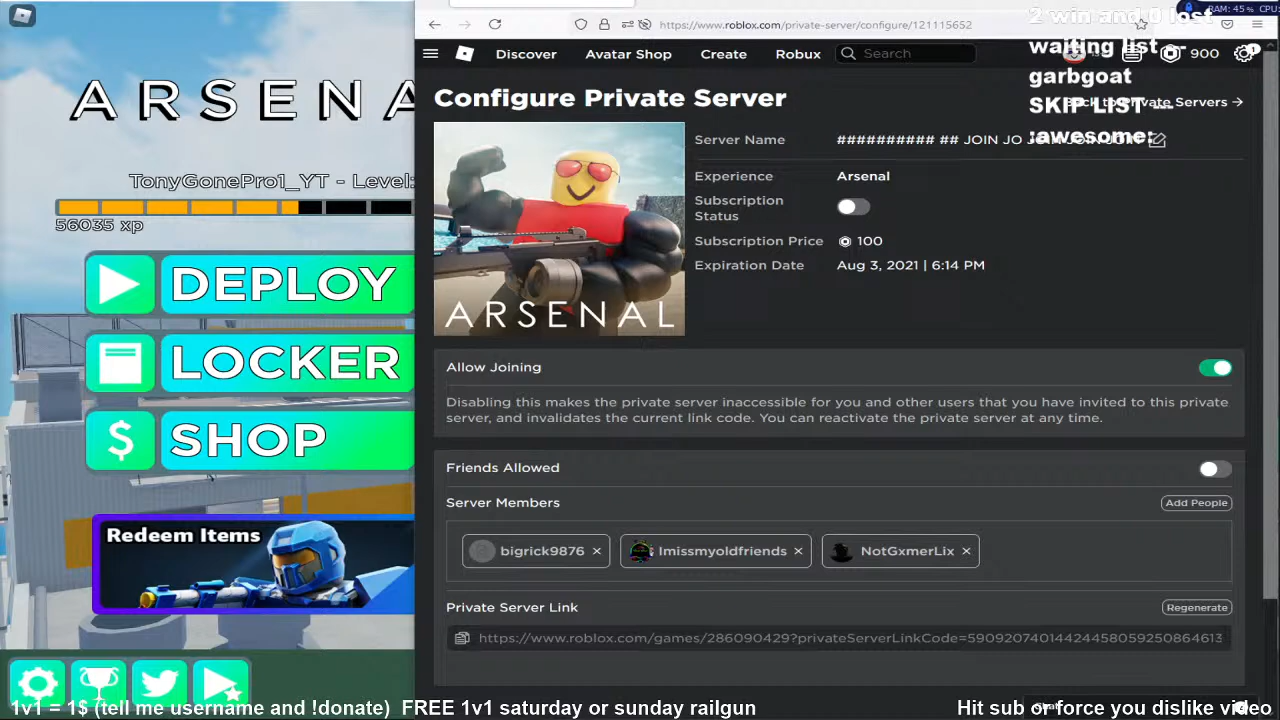 ARSENA
TonyGonePro1_YT - Level:
56035 xp
DEPLOY
LOCKER
$ SHOP
Redeem Items
RAM: 45 % CPU:
https://www.roblox.com/private-server/configure/121115652
2 win and 0 lost
waiting list ---
garbgoat
SKIP LIST ---
:awesome:
Discover Avatar Shop Create Robux Search 900 1
Configure Private Server
Back to Private Servers →
Server Name ########## ## JOIN JO
Experience Arsenal
Subscription Status
Subscription Price 100
Expiration Date Aug 3, 2021 | 6:14 PM
ARSENAL
Allow Joining
Disabling this makes the private server inaccessible for you and other users that you have invited to this private
server, and invalidates the current link code. You can reactivate the private server at any time.
Friends Allowed
Server Members Add People
bigrick9876 × Imissmyoldfriends × NotGxmerLix ×
Private Server Link Regenerate
https://www.roblox.com/games/286090429?privateServerLinkCode=59092074014424458059250864613
1v1 = 1$ (tell me username and !donate) FREE 1v1 saturday or sunday railgun Hit sub or force you dislike video